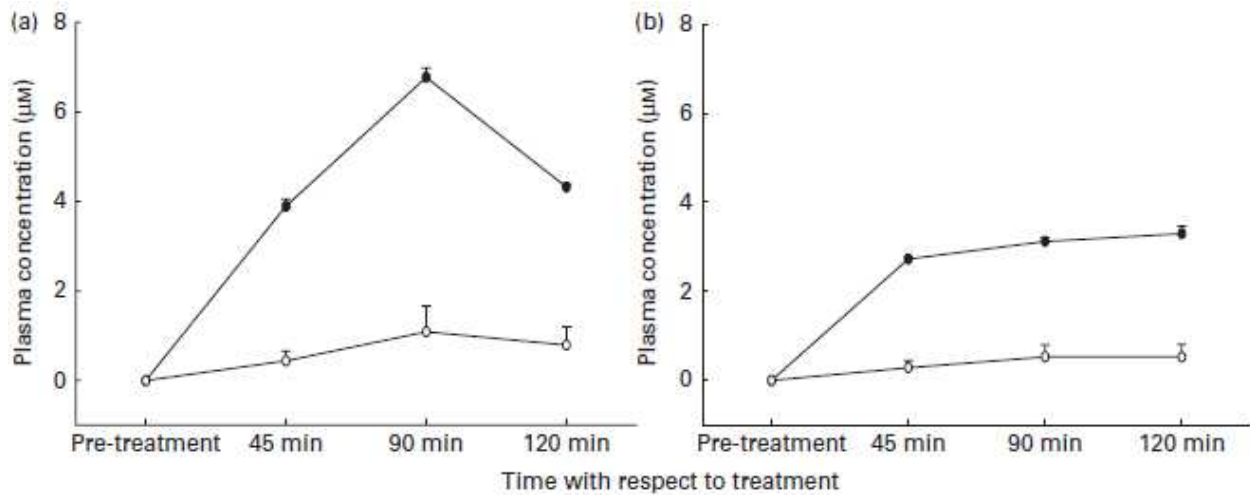 (a)
8
6
4
2
0
Plasma concentration (µM)
Pre-treatment 45 min 90 min 120 min
(b)
8
6
4
2
0
Plasma concentration (µM)
Pre-treatment 45 min 90 min 120 min
Time with respect to treatment